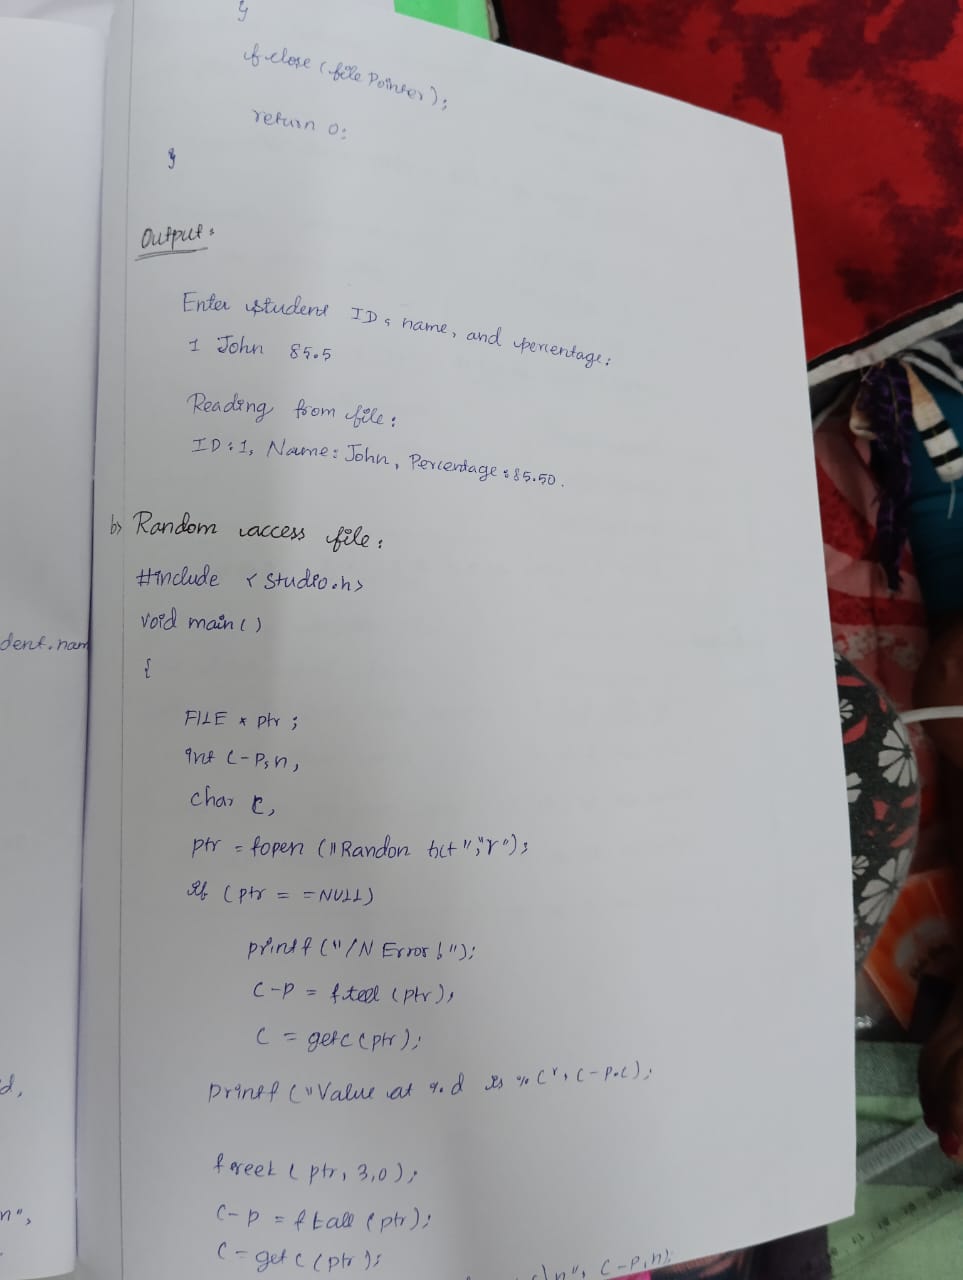 }
fclose (file Pointer);
return 0;
}
Output:
Enter student ID, name, and percentage:
1 John 85.5
Reading from file:
ID:1, Name: John, Percentage:85.50.
b) Random access file:
#include <studio.h>
void main()
{
FILE * ptr;
int C-P, n,
char c,
ptr = fopen ("Randon txt","r");
if (ptr = = NULL)
printf ("/N Error!");
C-P = ftell (ptr);
C = getc (ptr);
printf ("Value at %d is %c", C-P.c);
fseek (ptr, 3,0);
C-P = ftall (ptr);
C = getc (ptr);
\n", C-P, n);
dent.nam
d,
n",